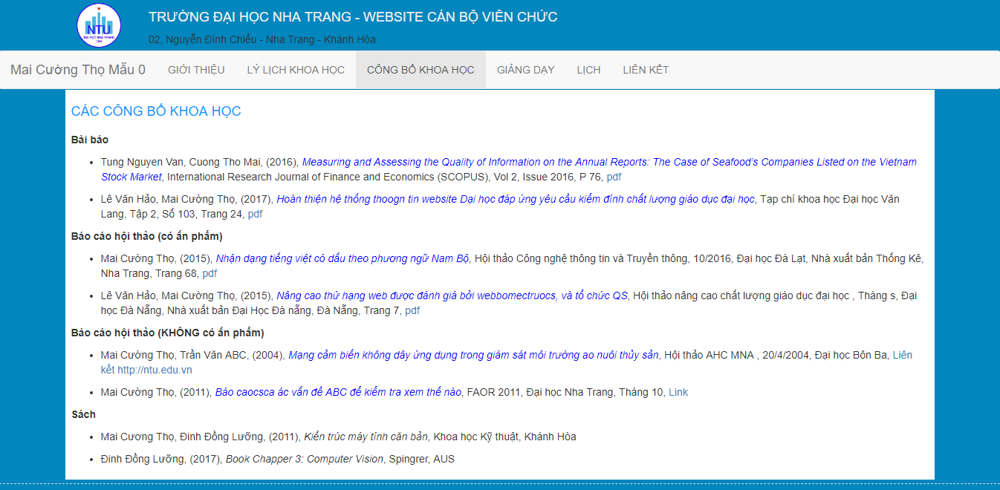 TRƯỜNG ĐẠI HỌC NHA TRANG - WEBSITE CÁN BỘ VIÊN CHỨC
NTU
ĐẠI HỌC NHA TRANG
02, Nguyễn Đình Chiểu - Nha Trang - Khánh Hòa
Mai Cường Thọ Mẫu 0 GIỚI THIỆU LÝ LỊCH KHOA HỌC CÔNG BỐ KHOA HỌC GIẢNG DẠY LỊCH LIÊN KẾT
CÁC CÔNG BỐ KHOA HỌC
Bài báo
• Tung Nguyen Van, Cuong Tho Mai, (2016), Measuring and Assessing the Quality of Information on the Annual Reports: The Case of Seafood's Companies Listed on the Vietnam
Stock Market, International Research Journal of Finance and Economics (SCOPUS), Vol 2, Issue 2016, P 76, pdf
• Lê Văn Hảo, Mai Cường Thọ, (2017), Hoàn thiện hệ thống thoogn tin website Dại học đáp ứng yêu cầu kiểm đính chất lượng giáo dục đại học, Tạp chí khoa học Đại học Văn
Lang, Tập 2, Số 103, Trang 24, pdf
Báo cáo hội thảo (có ấn phẩm)
• Mai Cường Thọ, (2015), Nhận dạng tiếng việt có dấu theo phương ngữ Nam Bộ, Hội thảo Công nghệ thông tin và Truyền thông, 10/2016, Đại học Đà Lạt, Nhà xuất bản Thống Kê,
Nha Trang, Trang 68, pdf
• Lê Văn Hảo, Mai Cường Thọ, (2015), Nâng cao thứ hạng web được đánh giá bởi webbomectruocs, và tổ chức QS, Hội thảo nâng cao chất lượng giáo dục đại học , Thàng s, Đại
học Đà Nẵng, Nhà xuất bản Đại Học Đà nẵng, Đà Nẵng, Trang 7, pdf
Báo cáo hội thảo (KHÔNG có ấn phẩm)
• Mai Cường Thọ, Trần Văn ABC, (2004), Mạng cảm biến không dây ứng dụng trong giám sát môi trường ao nuôi thủy sản, Hội thảo AHC MNA , 20/4/2004, Đại học Bôn Ba, Liên
kết http://ntu.edu.vn
• Mai Cường Thọ, (2011), Báo caocsca ác vấn đề ABC để kiểm tra xem thế nào, FAOR 2011, Đại học Nha Trang, Tháng 10, Link
Sách
• Mai Cương Thọ, Đinh Đồng Lưỡng, (2011), Kiến trúc máy tính căn bản, Khoa học Kỹ thuật, Khánh Hòa
• Đinh Đồng Lưỡng, (2017), Book Chapper 3: Computer Vision, Spingrer, AUS